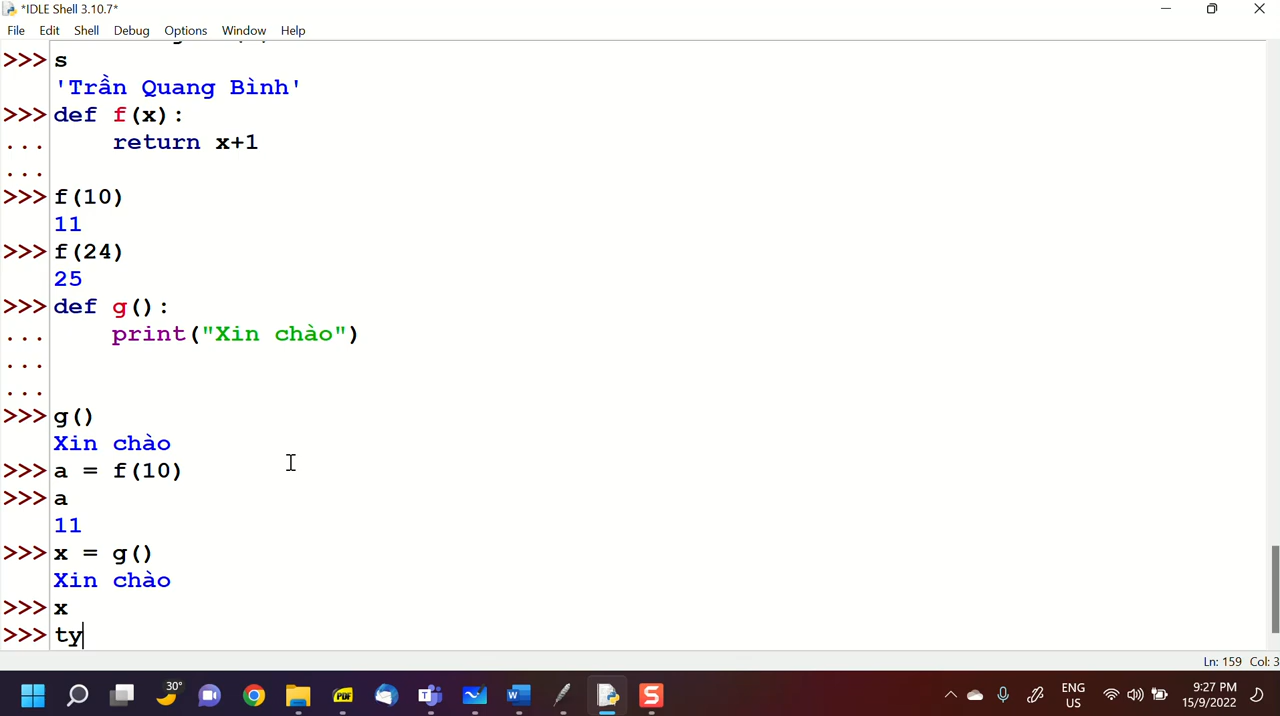 *IDLE Shell 3.10.7*
File Edit Shell Debug Options Window Help
>>> s
'Trần Quang Bình'
>>> def f(x):
... return x+1
...
>>> f(10)
11
>>> f(24)
25
>>> def g():
... print("Xin chào")
...
...
>>> g()
Xin chào
>>> a = f(10)
>>> a
11
>>> x = g()
Xin chào
>>> x
>>> ty
Ln: 159 Col: 3
30°
PDF
W
S
ENG
US
9:27 PM
15/9/2022